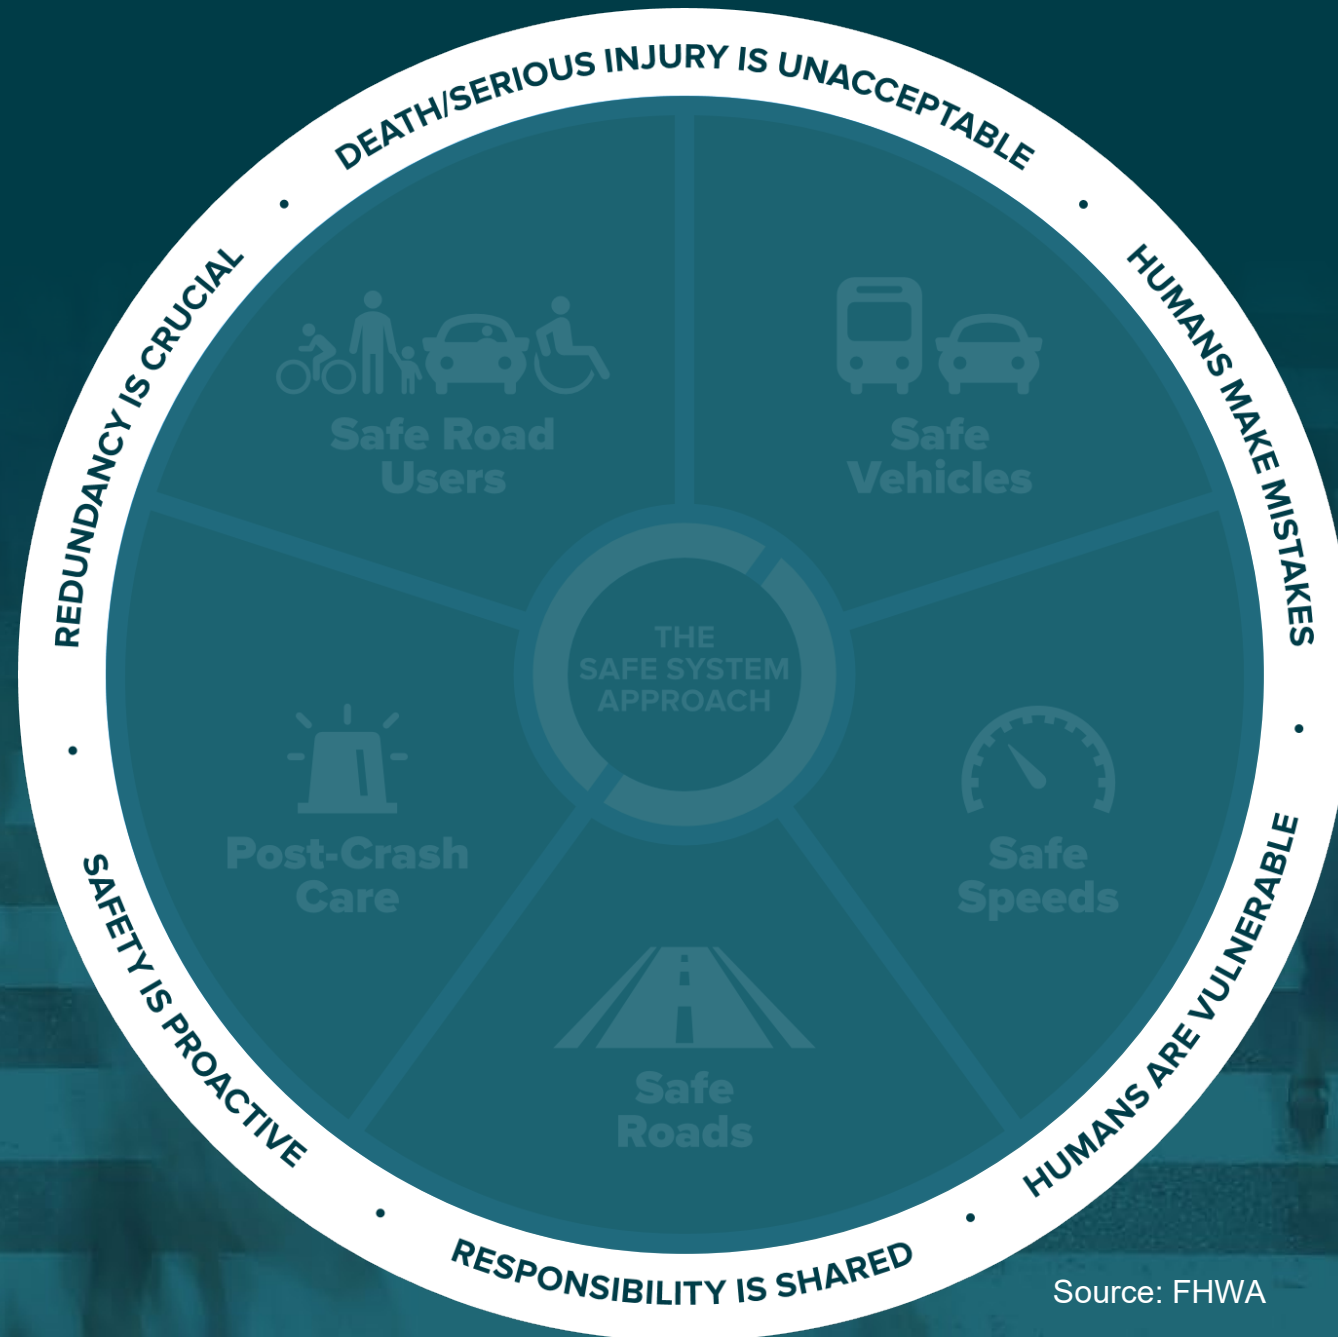 DEATH/SERIOUS INJURY IS UNACCEPTABLE
HUMANS MAKE MISTAKES
HUMANS ARE VULNERABLE
RESPONSIBILITY IS SHARED
SAFETY IS PROACTIVE
REDUNDANCY IS CRUCIAL
Safe Road
Users
Safe
Vehicles
THE
SAFE SYSTEM
APPROACH
Post-Crash
Care
Safe
Speeds
Safe
Roads
Source: FHWA